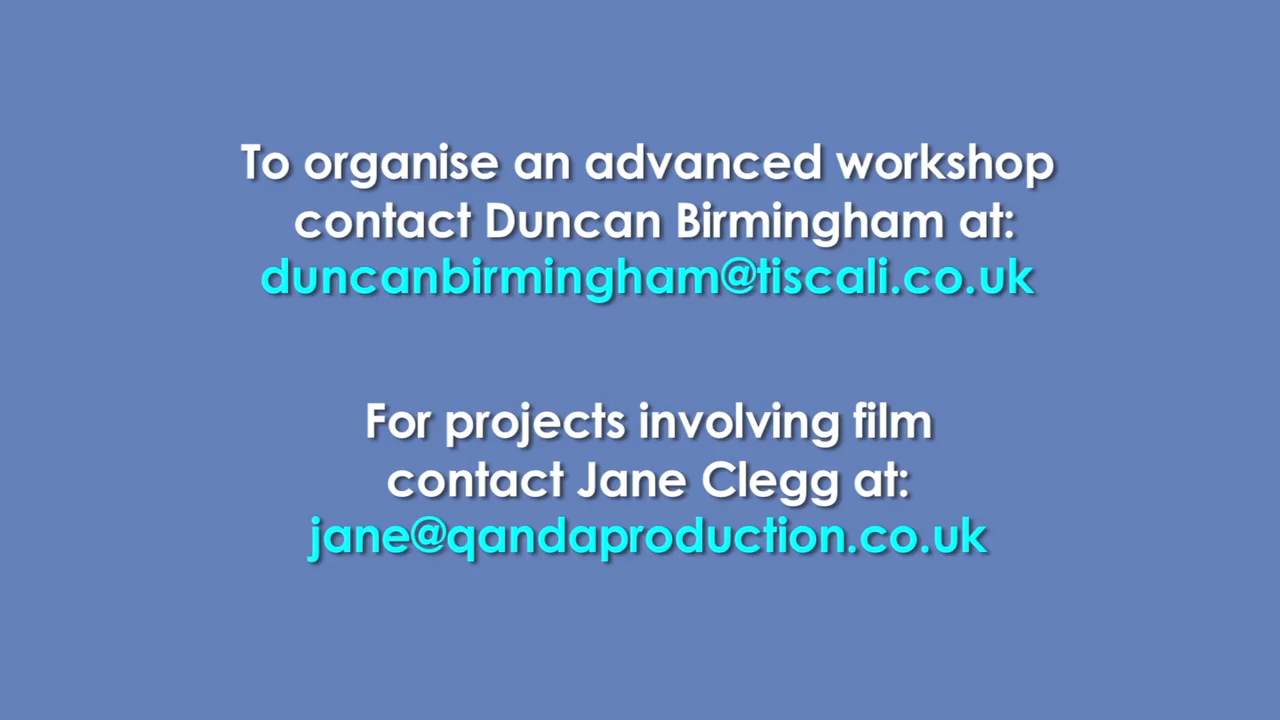 To organise an advanced workshop
contact Duncan Birmingham at:
duncanbirmingham@tiscali.co.uk
For projects involving film
contact Jane Clegg at:
jane@qandaproduction.co.uk